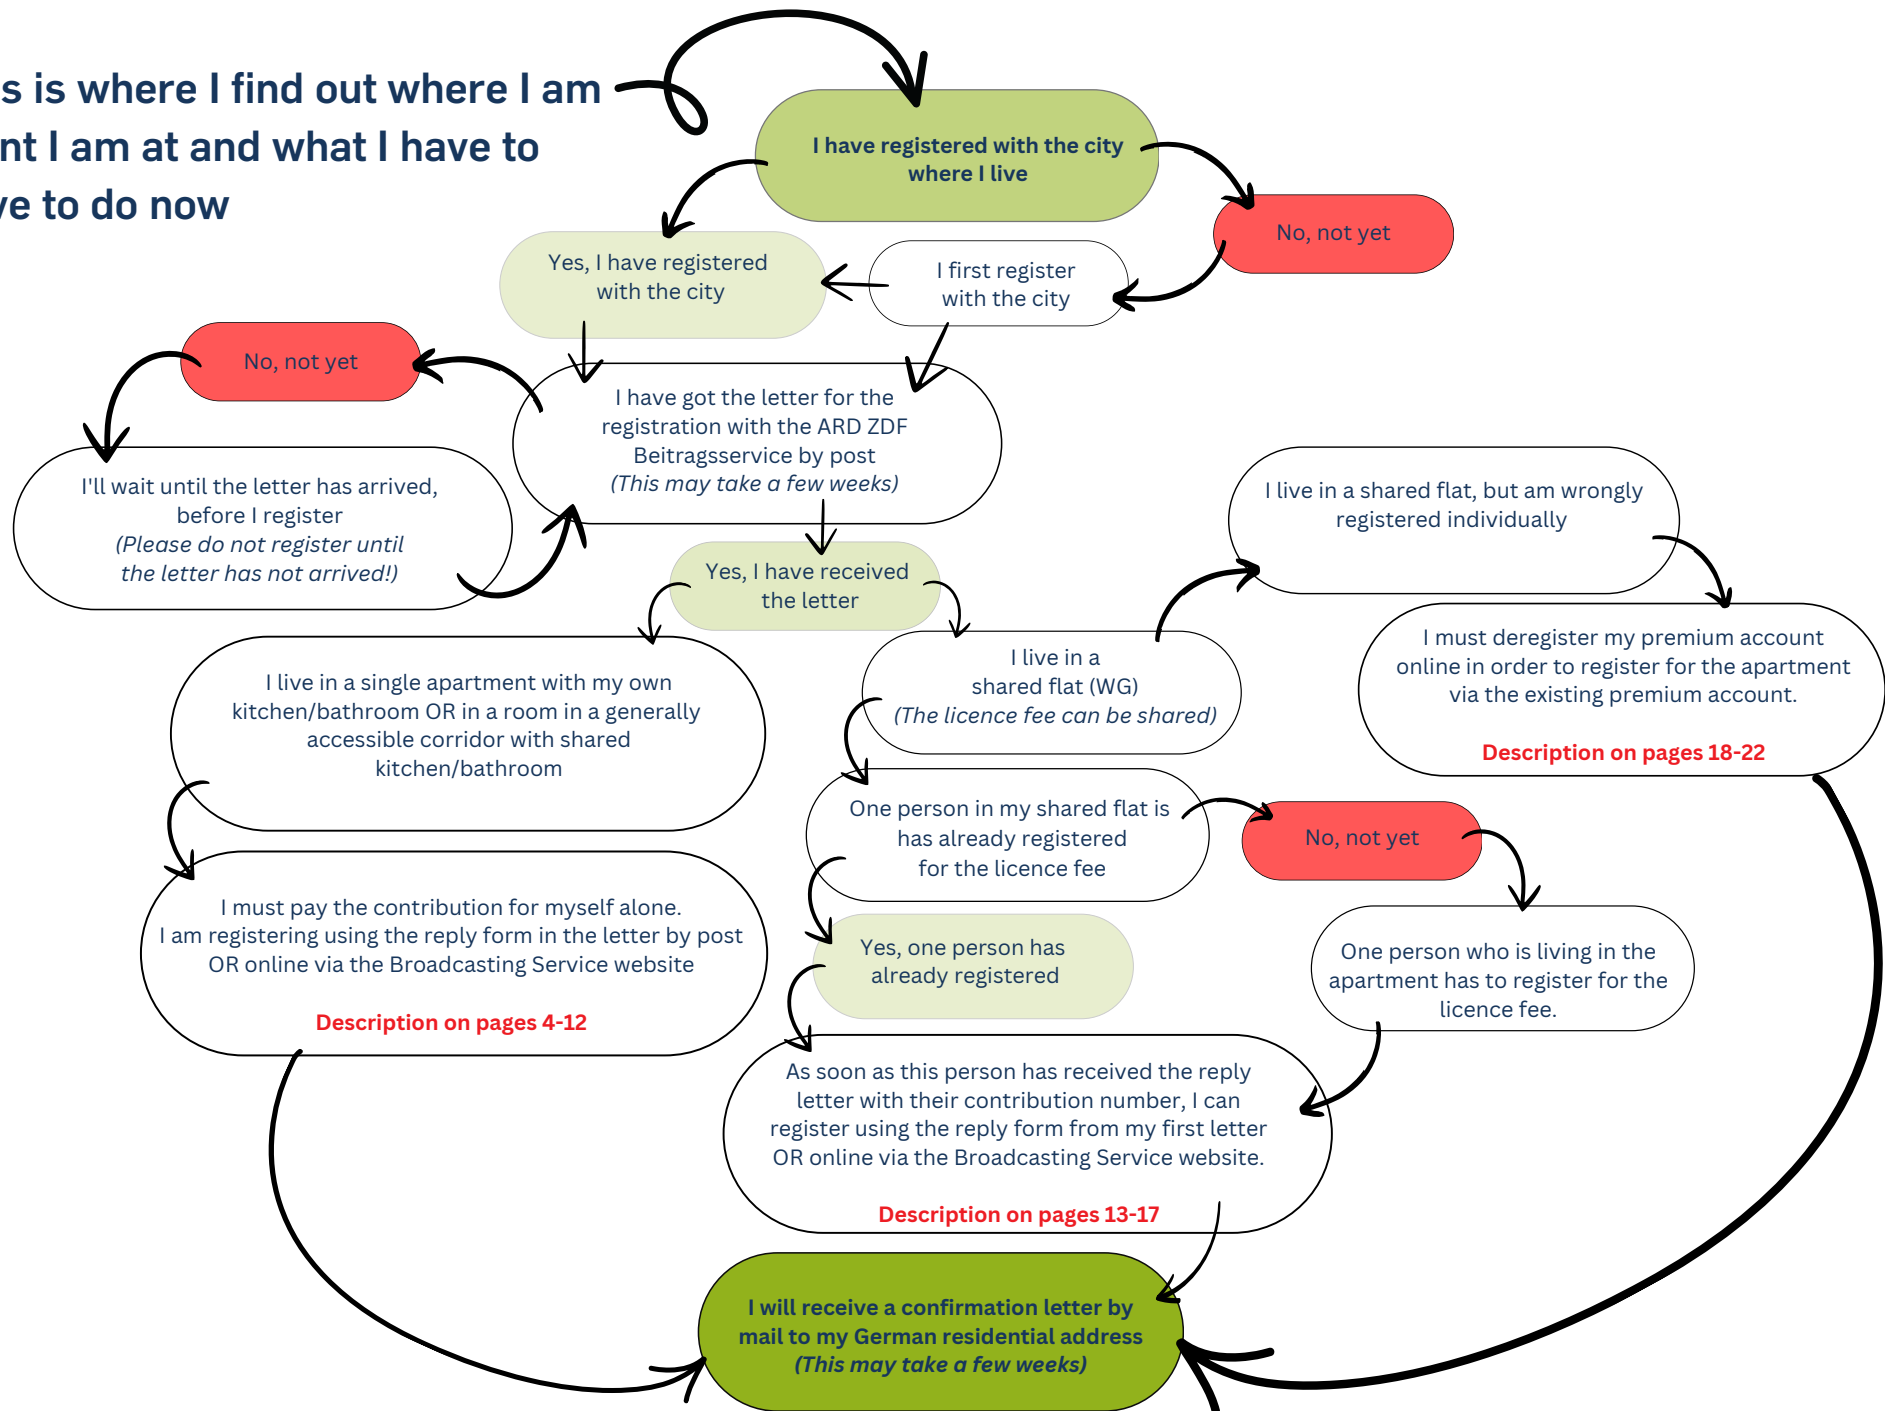 s is where I find out where I am
nt I am at and what I have to
ve to do now
I have registered with the city
where I live
No, not yet
Yes, I have registered
with the city
I first register
with the city
No, not yet
I have got the letter for the
registration with the ARD ZDF
Beitragsservice by post
(This may take a few weeks)
I'll wait until the letter has arrived,
before I register
(Please do not register until
the letter has not arrived!)
I live in a shared flat, but am wrongly
registered individually
Yes, I have received
the letter
I must deregister my premium account
online in order to register for the apartment
via the existing premium account.
Description on pages 18-22
I live in a single apartment with my own
kitchen/bathroom OR in a room in a generally
accessible corridor with shared
kitchen/bathroom
I live in a
shared flat (WG)
(The licence fee can be shared)
One person in my shared flat is
has already registered
for the licence fee
No, not yet
I must pay the contribution for myself alone.
I am registering using the reply form in the letter by post
OR online via the Broadcasting Service website
Description on pages 4-12
Yes, one person has
already registered
One person who is living in the
apartment has to register for the
licence fee.
As soon as this person has received the reply
letter with their contribution number, I can
register using the reply form from my first letter
OR online via the Broadcasting Service website.
Description on pages 13-17
I will receive a confirmation letter by
mail to my German residential address
(This may take a few weeks)